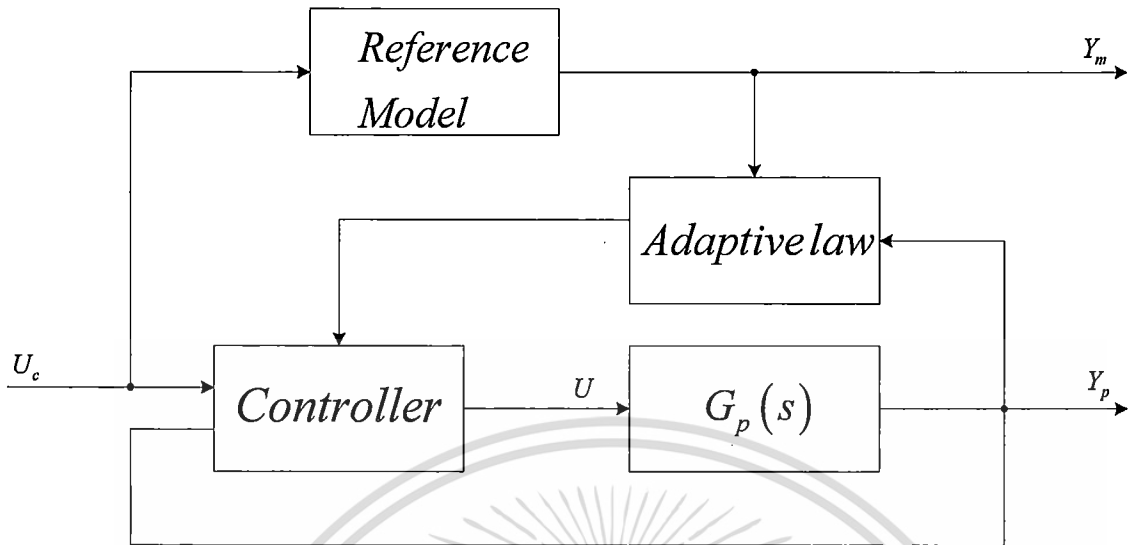 Reference
Model
Y_m
Adaptive law
U_c
Controller
U
G_p(s)
Y_p